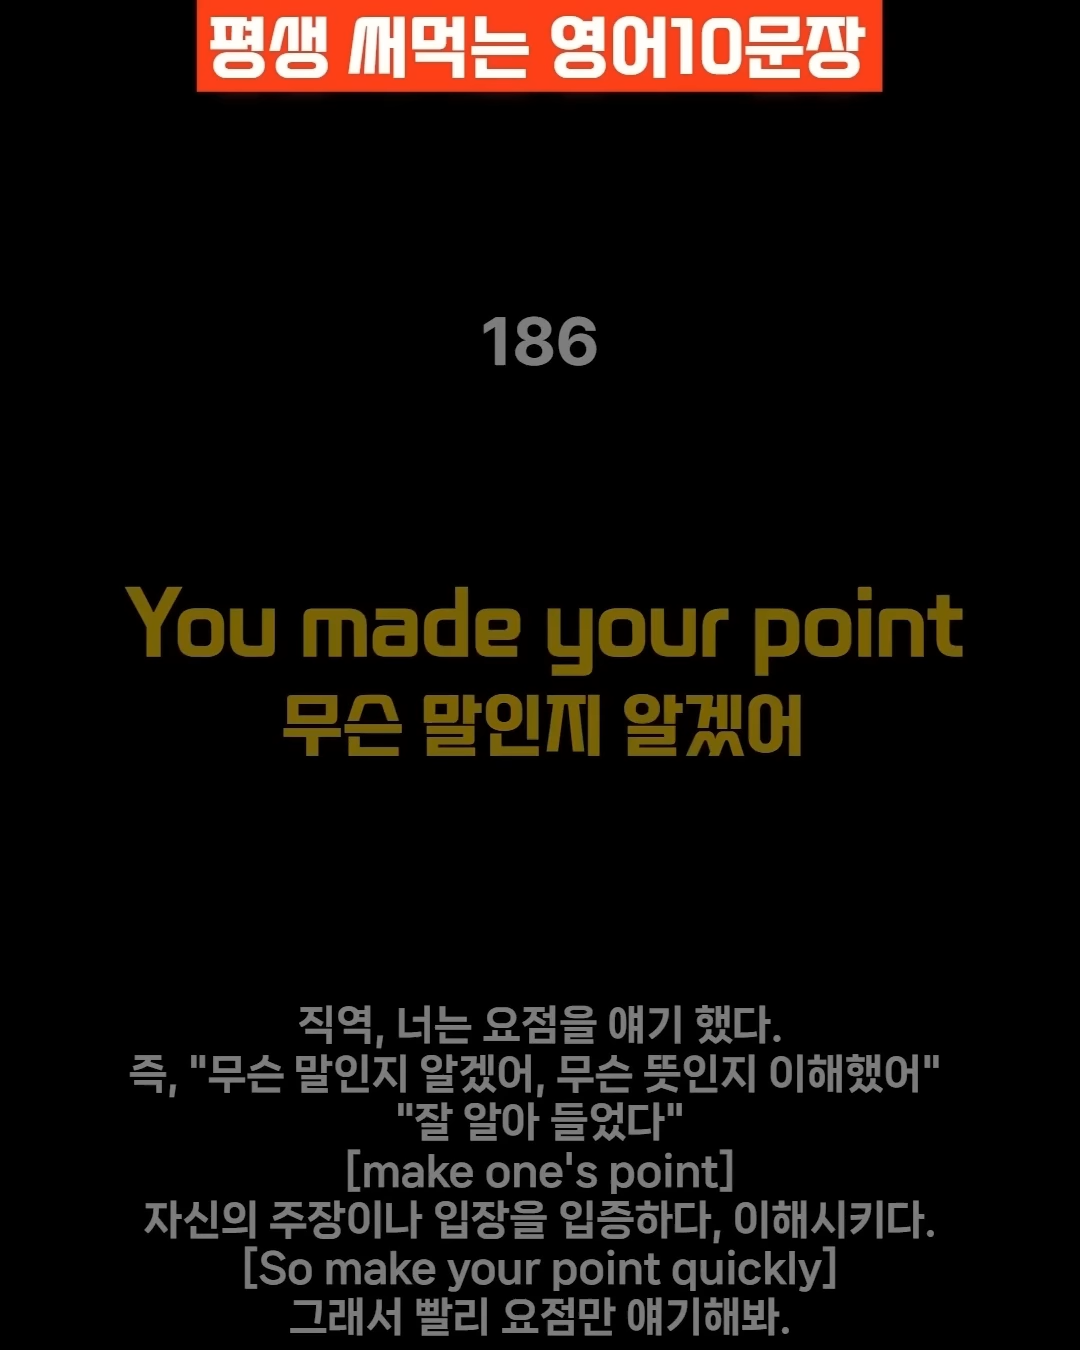 평생 써먹는 영어10문장
186
You made your point
무슨 말인지 알겠어
직역, 너는 요점을 얘기 했다.
즉, "무슨 말인지 알겠어, 무슨 뜻인지 이해했어"
"잘 알아 들었다"
[make one's point]
자신의 주장이나 입장을 입증하다, 이해시키다.
[So make your point quickly]
그래서 빨리 요점만 얘기해봐.